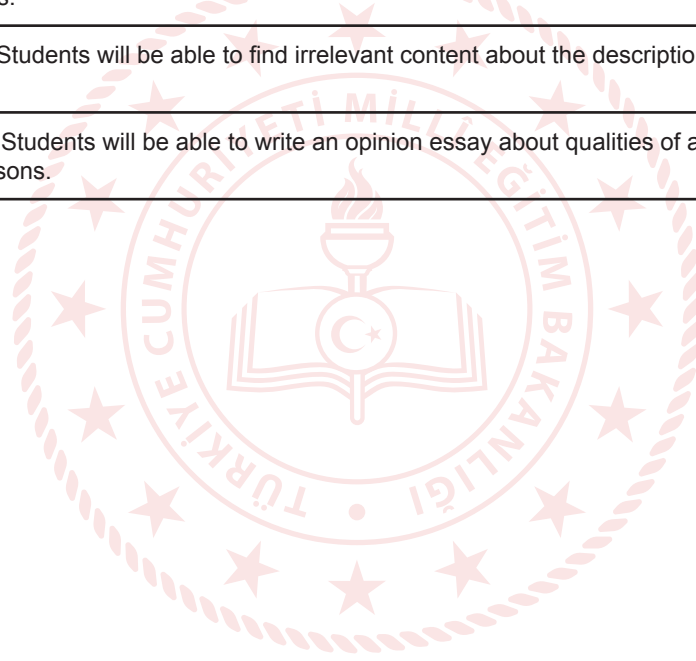 s.
Students will be able to find irrelevant content about the descriptio
Students will be able to write an opinion essay about qualities of a
sons.
TÜRKİYE CUMHURİYETİ MİLLÎ EĞİTİM BAKANLIĞI